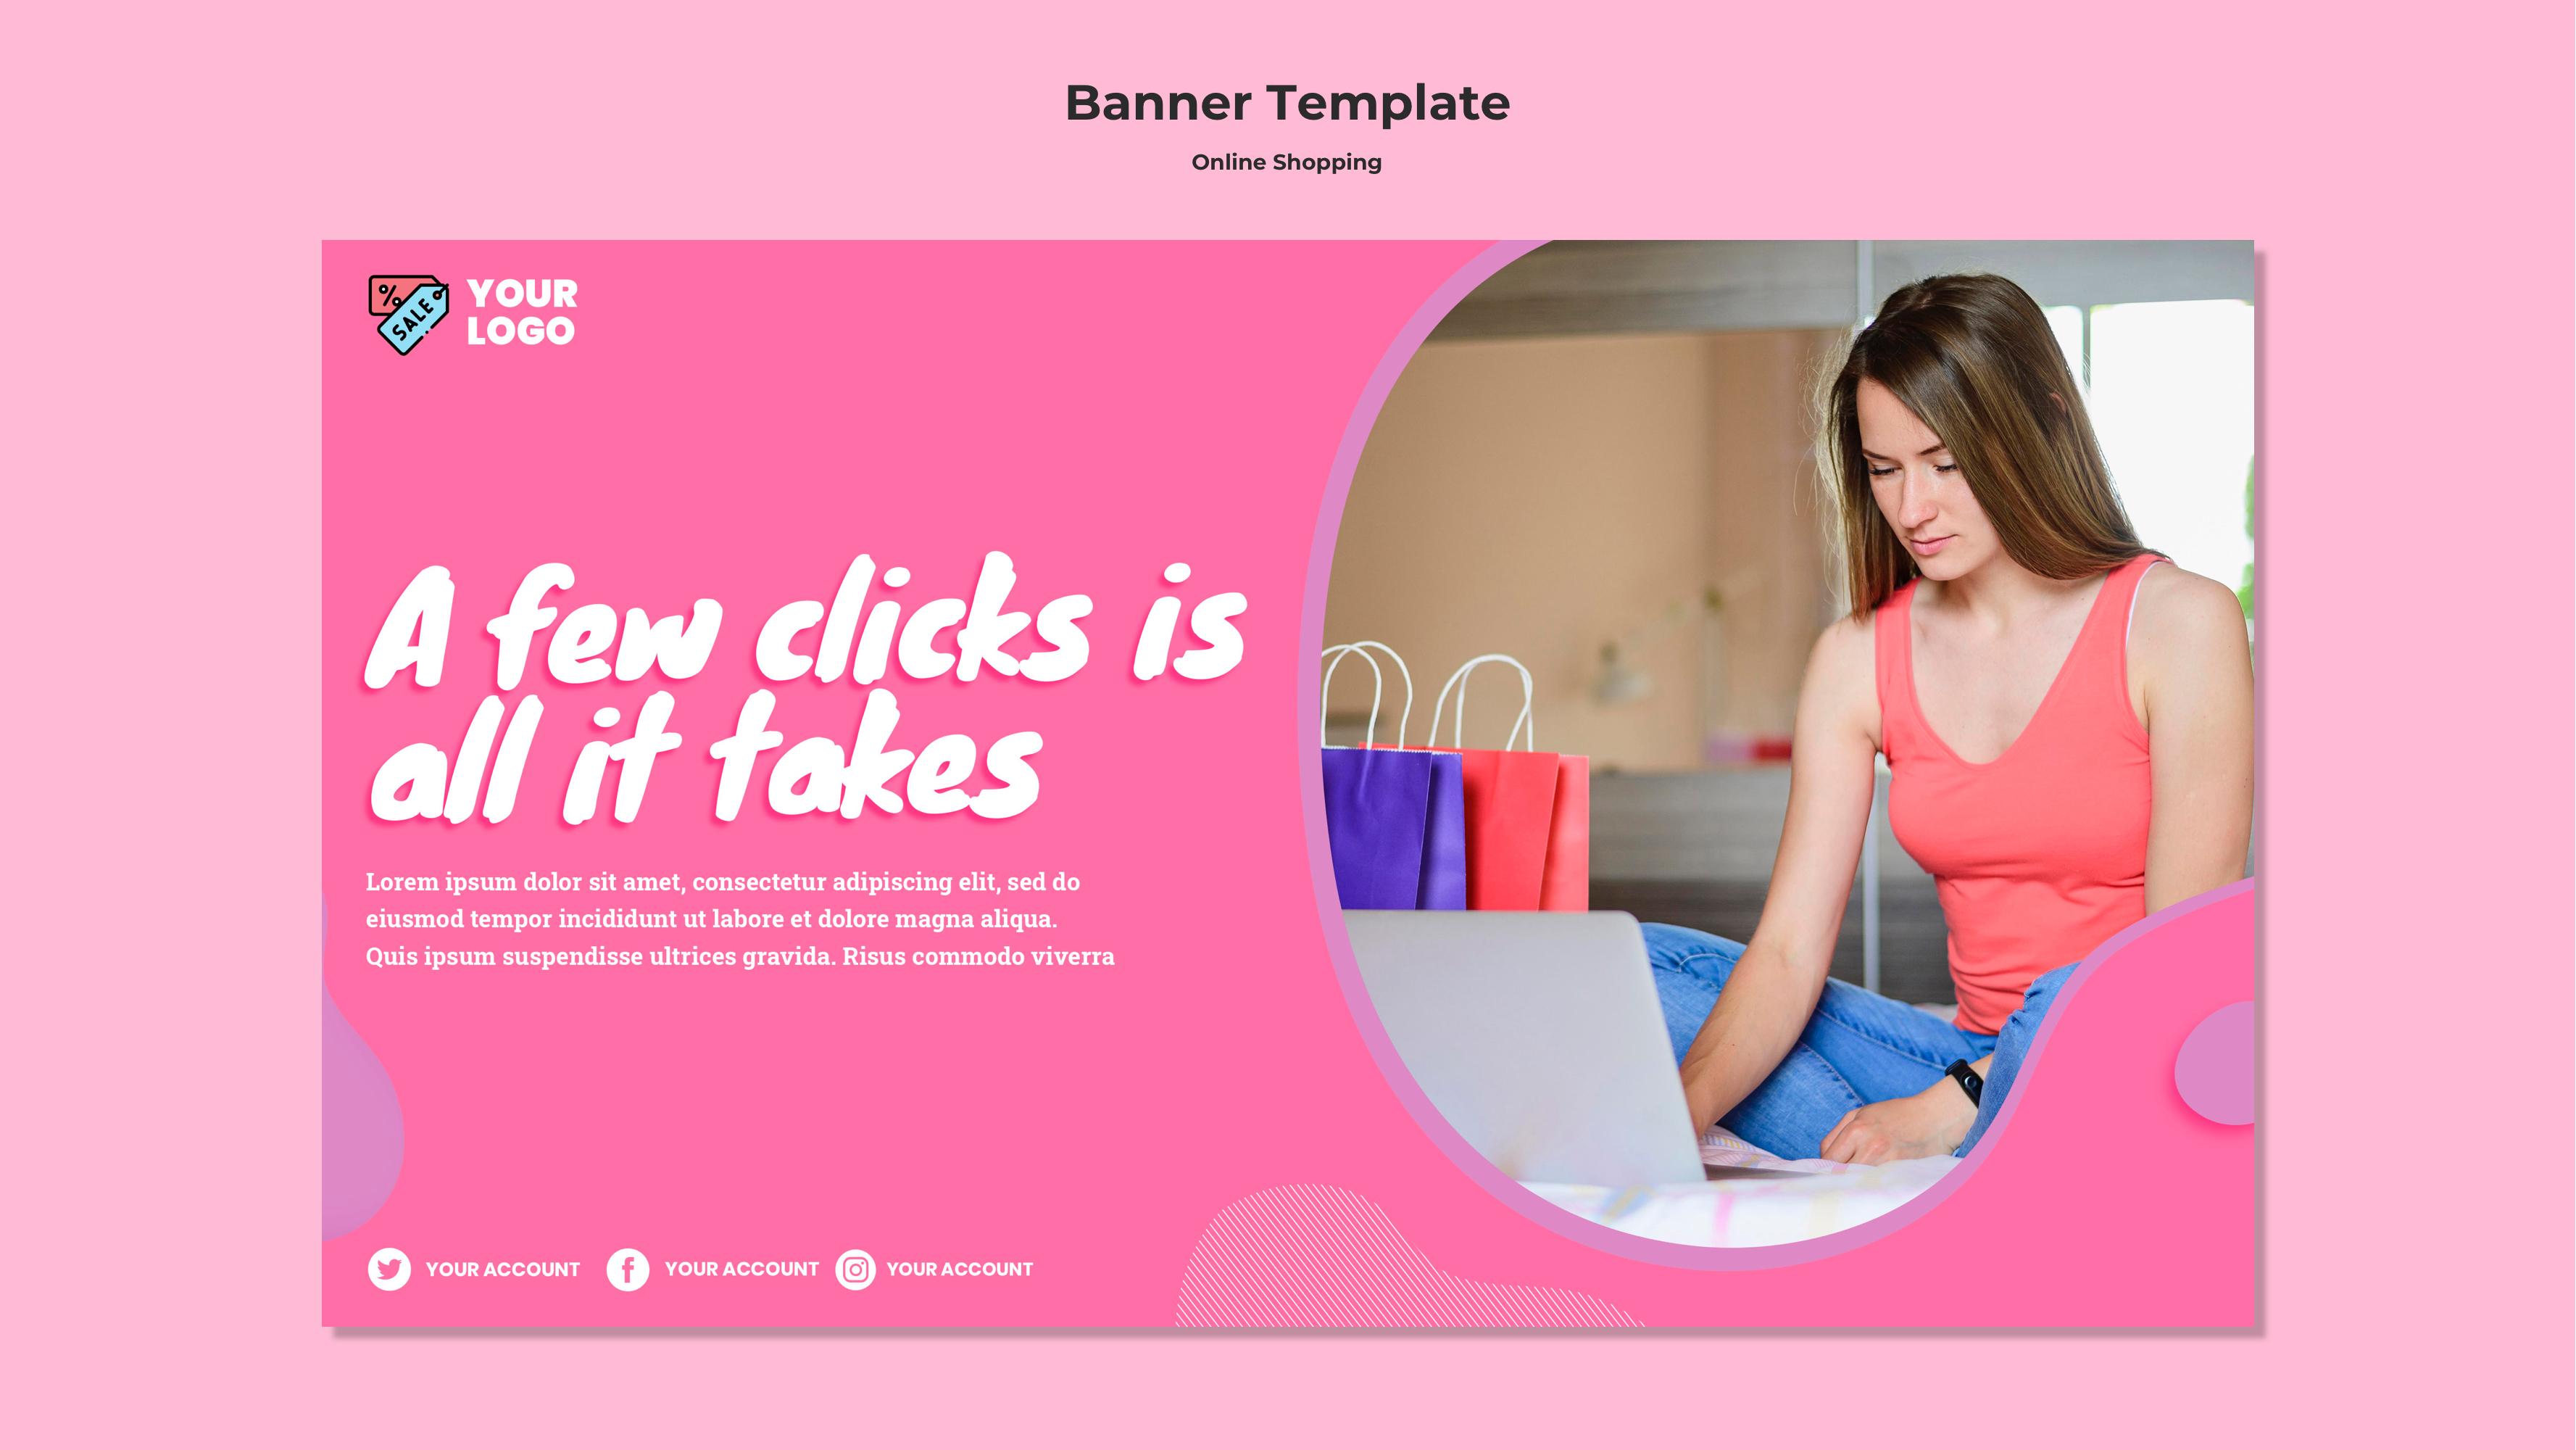 Banner Template
Online Shopping
%
SALE
YOUR
LOGO
A few clicks is
all it takes
Lorem ipsum dolor sit amet, consectetur adipiscing elit, sed do
eiusmod tempor incididunt ut labore et dolore magna aliqua.
Quis ipsum suspendisse ultrices gravida. Risus commodo viverra
YOUR ACCOUNT YOUR ACCOUNT YOUR ACCOUNT